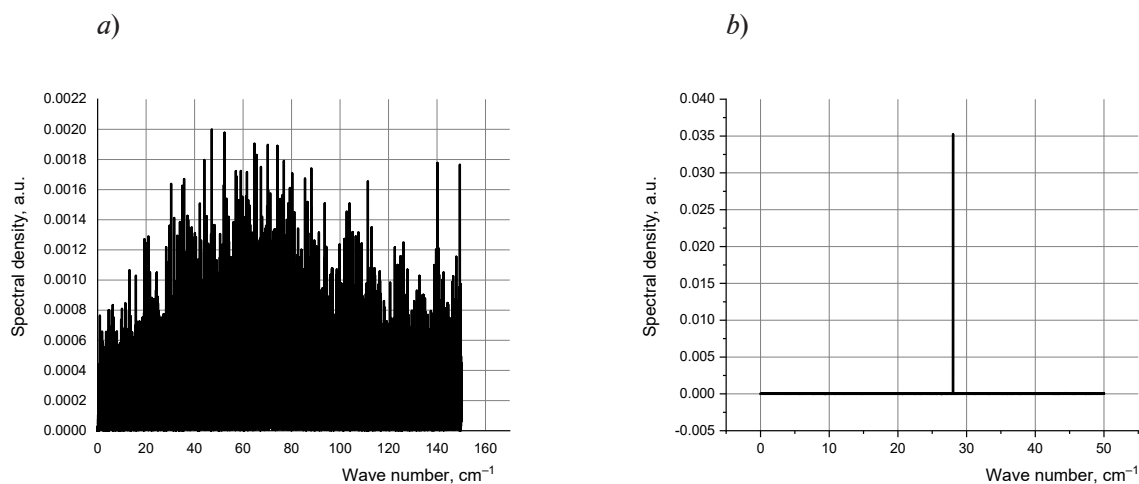 a)
b)
0.0022
0.0020
0.0018
0.0016
0.0014
0.0012
0.0010
0.0008
0.0006
0.0004
0.0002
0.0000
Spectral density, a.u.
0 20 40 60 80 100 120 140 160
Wave number, cm⁻¹
0.040
0.035
0.030
0.025
0.020
0.015
0.010
0.005
0.000
-0.005
Spectral density, a.u.
0 10 20 30 40 50
Wave number, cm⁻¹